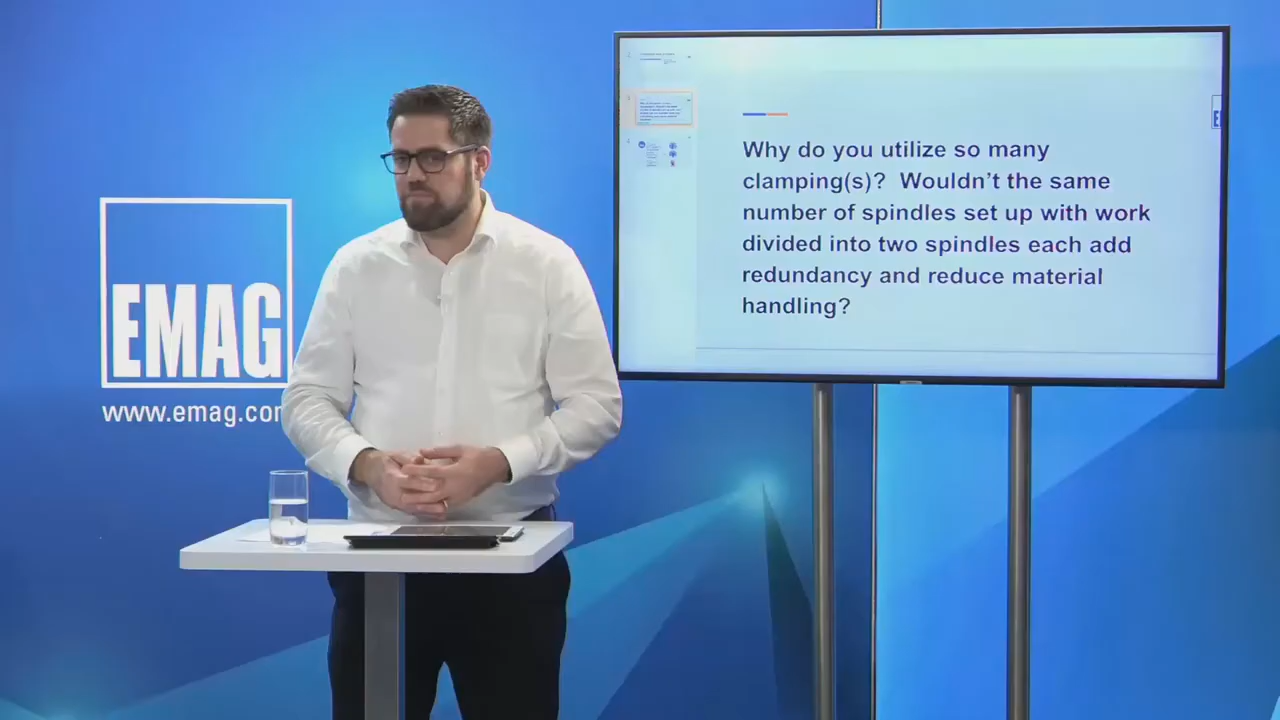 EMAG
www.emag.co
Why do you utilize so many
clamping(s)?  Wouldn't the same
number of spindles set up with work
divided into two spindles each add
redundancy and reduce material
handling?